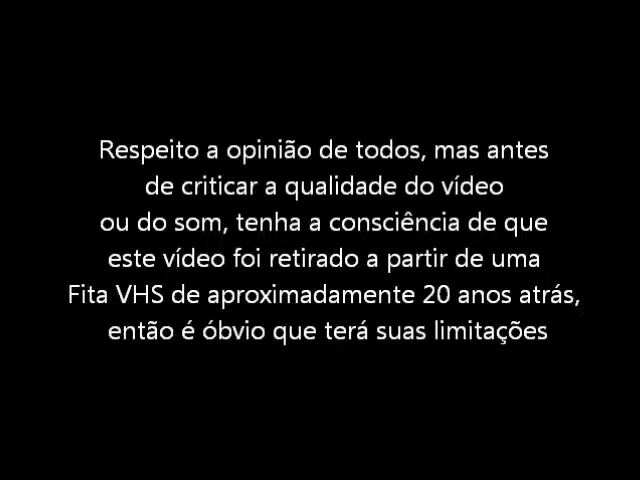 Respeito a opinião de todos, mas antes
de criticar a qualidade do vídeo
ou do som, tenha a consciência de que
este vídeo foi retirado a partir de uma
Fita VHS de aproximadamente 20 anos atrás,
então é óbvio que terá suas limitações